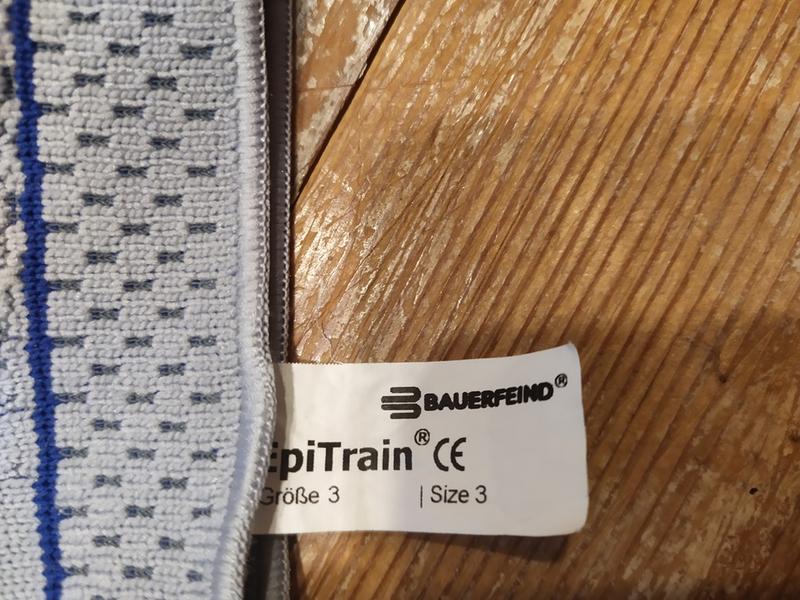 BAUERFEIND®
EpiTrain® CE
Größe 3 | Size 3